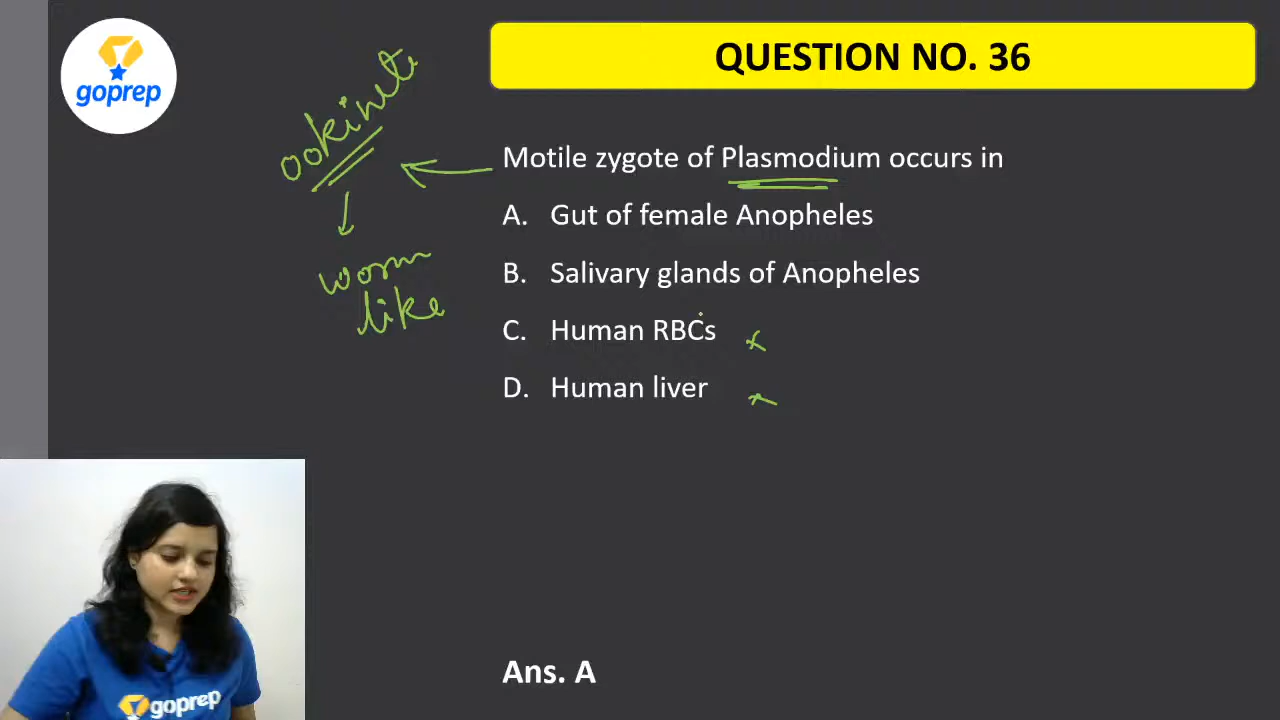 goprep
QUESTION NO. 36
ookinete
Motile zygote of Plasmodium occurs in
A. Gut of female Anopheles
B. Salivary glands of Anopheles
worm
like
C. Human RBCs
D. Human liver
Ans. A
goprep